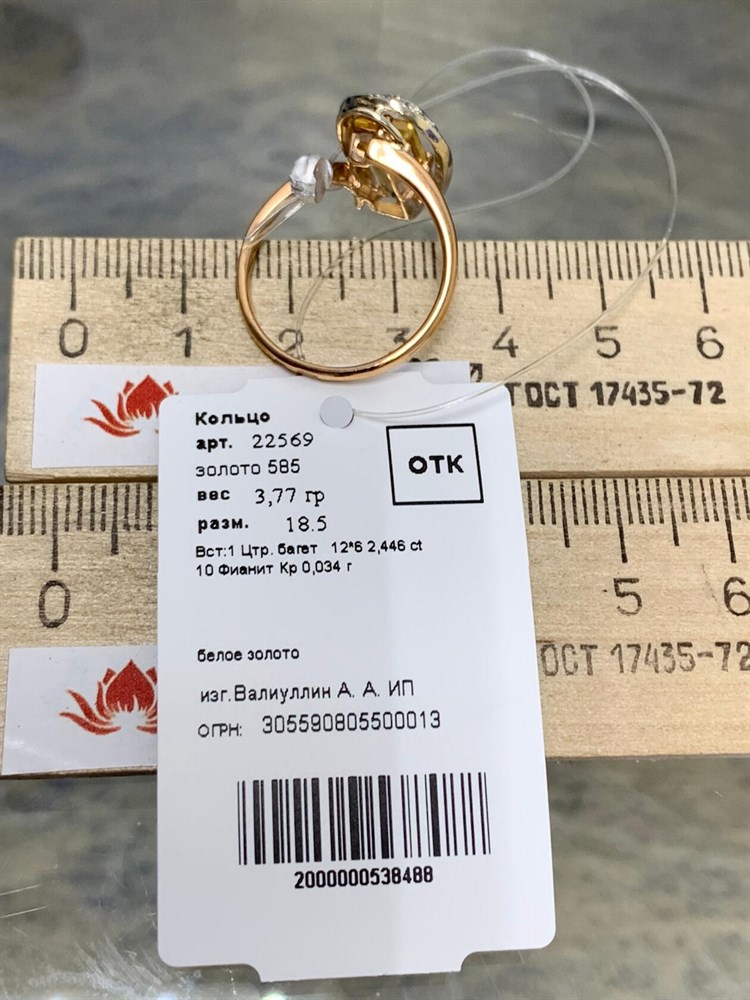 0 1 2 3 4 5 6
ГОСТ 17435-72
Кольцо
арт. 22569
золото 585
вес 3,77 гр
разм. 18.5
ОТК
Вст:1 Цтр. багет 12*6 2,446 ct
10 Фианит Кр 0,034 г
0 5 6
ОСТ 17435-72
белое золото
изг.Валиуллин А. А. ИП
ОГРН: 305590805500013
2000000538488